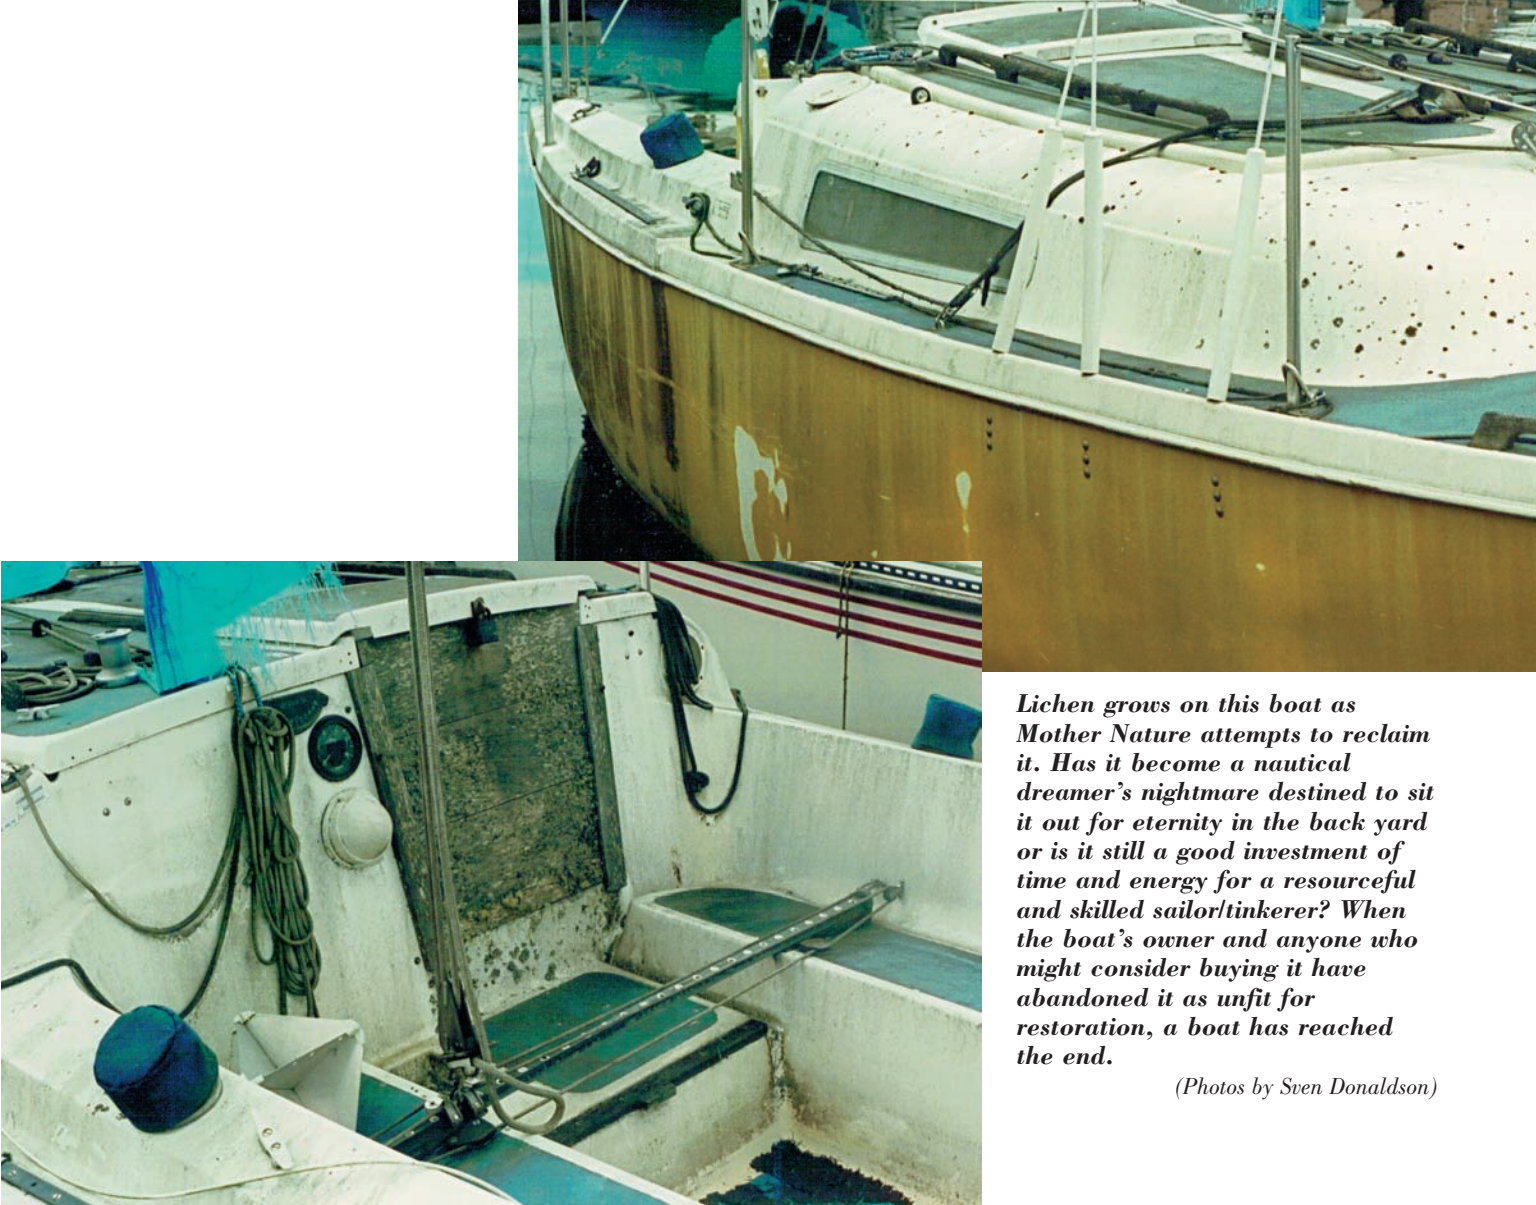 Lichen grows on this boat as
Mother Nature attempts to reclaim
it. Has it become a nautical
dreamer’s nightmare destined to sit
it out for eternity in the back yard
or is it still a good investment of
time and energy for a resourceful
and skilled sailor/tinkerer? When
the boat’s owner and anyone who
might consider buying it have
abandoned it as unfit for
restoration, a boat has reached
the end.
(Photos by Sven Donaldson)